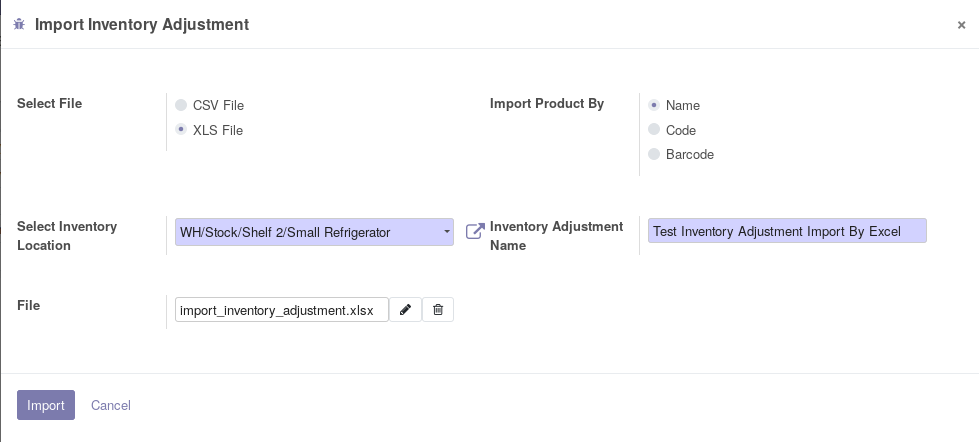 Import Inventory Adjustment
×
Select File
CSV File
XLS File
Import Product By
Name
Code
Barcode
Select Inventory
Location
WH/Stock/Shelf 2/Small Refrigerator
Inventory Adjustment
Name
Test Inventory Adjustment Import By Excel
File
import_inventory_adjustment.xlsx
Import
Cancel